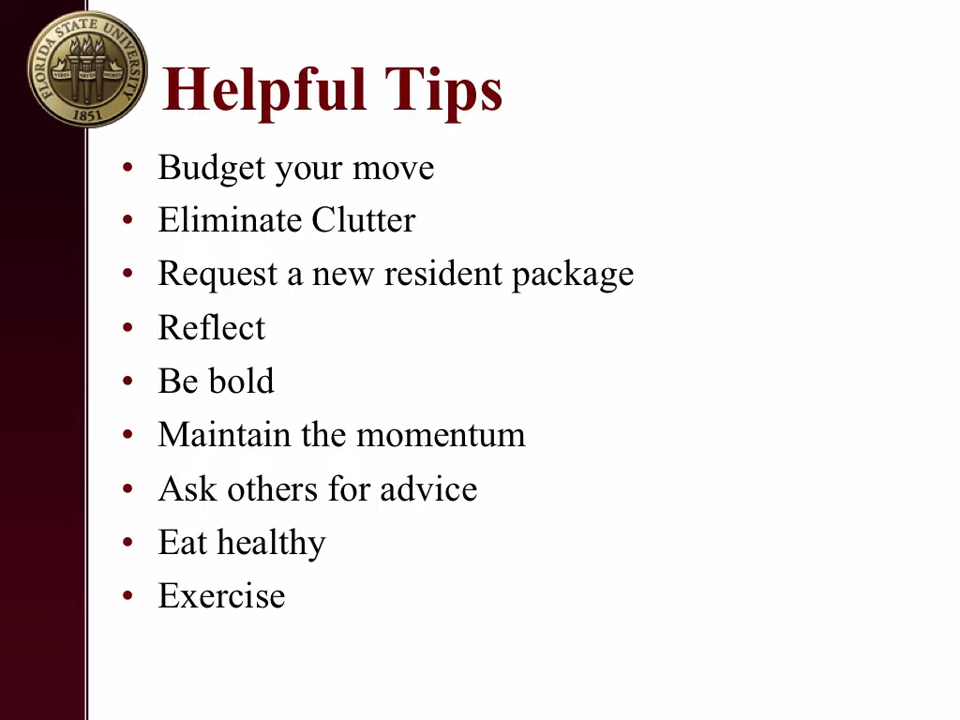 FLORIDA STATE UNIVERSITY
1851
Helpful Tips
• Budget your move
• Eliminate Clutter
• Request a new resident package
• Reflect
• Be bold
• Maintain the momentum
• Ask others for advice
• Eat healthy
• Exercise